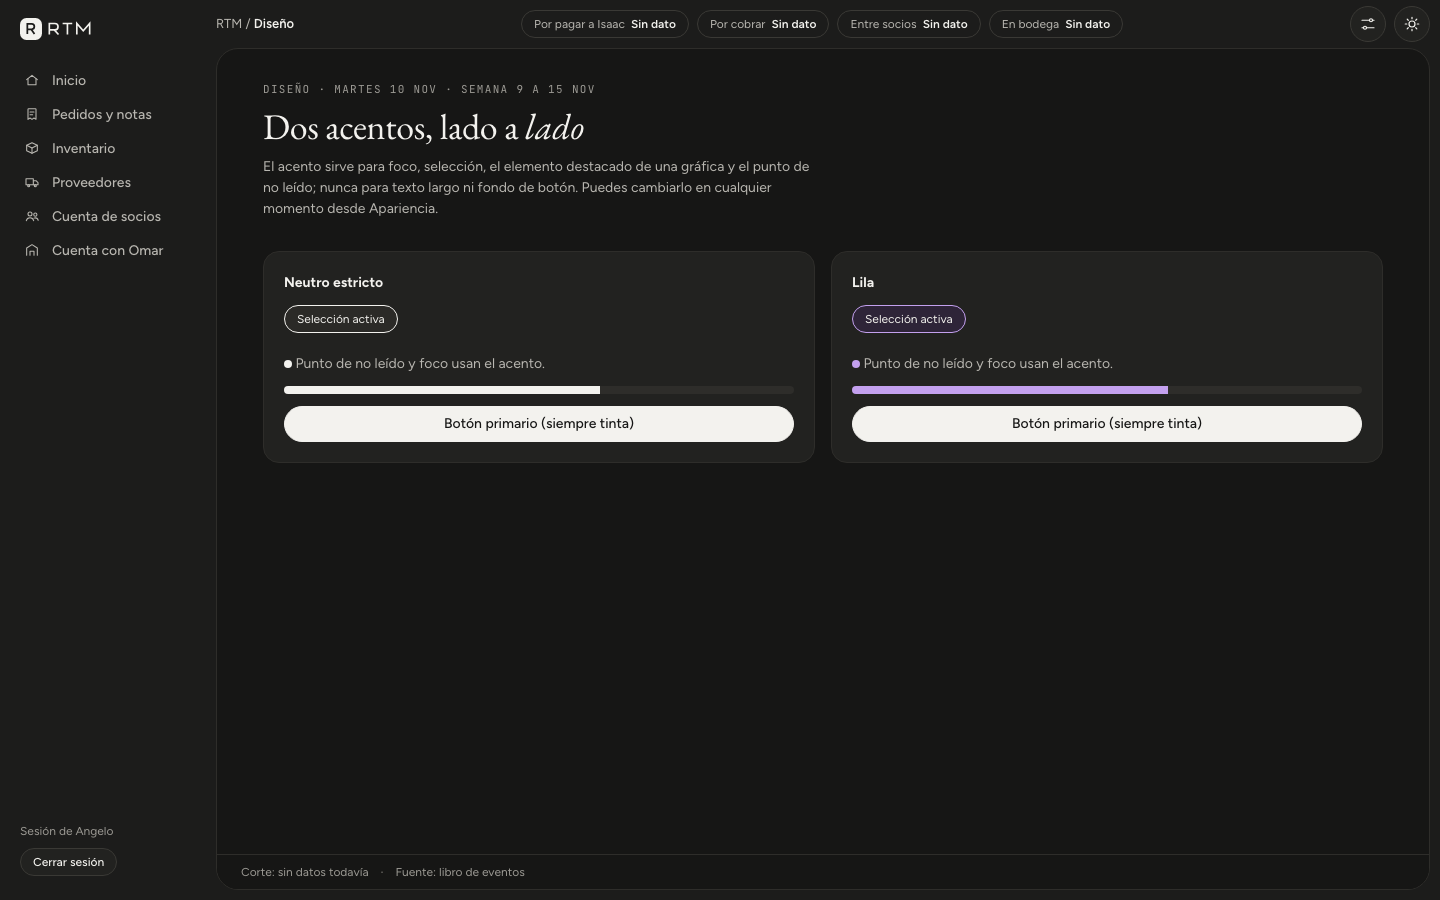 R RTM
RTM / Diseño
Por pagar a Isaac Sin dato
Por cobrar Sin dato
Entre socios Sin dato
En bodega Sin dato
Inicio
Pedidos y notas
Inventario
Proveedores
Cuenta de socios
Cuenta con Omar
DISEÑO · MARTES 10 NOV · SEMANA 9 A 15 NOV
Dos acentos, lado a lado
El acento sirve para foco, selección, el elemento destacado de una gráfica y el punto de
no leído; nunca para texto largo ni fondo de botón. Puedes cambiarlo en cualquier
momento desde Apariencia.
Neutro estricto
Selección activa
Punto de no leído y foco usan el acento.
Botón primario (siempre tinta)
Lila
Selección activa
Punto de no leído y foco usan el acento.
Botón primario (siempre tinta)
Sesión de Angelo
Cerrar sesión
Corte: sin datos todavía · Fuente: libro de eventos